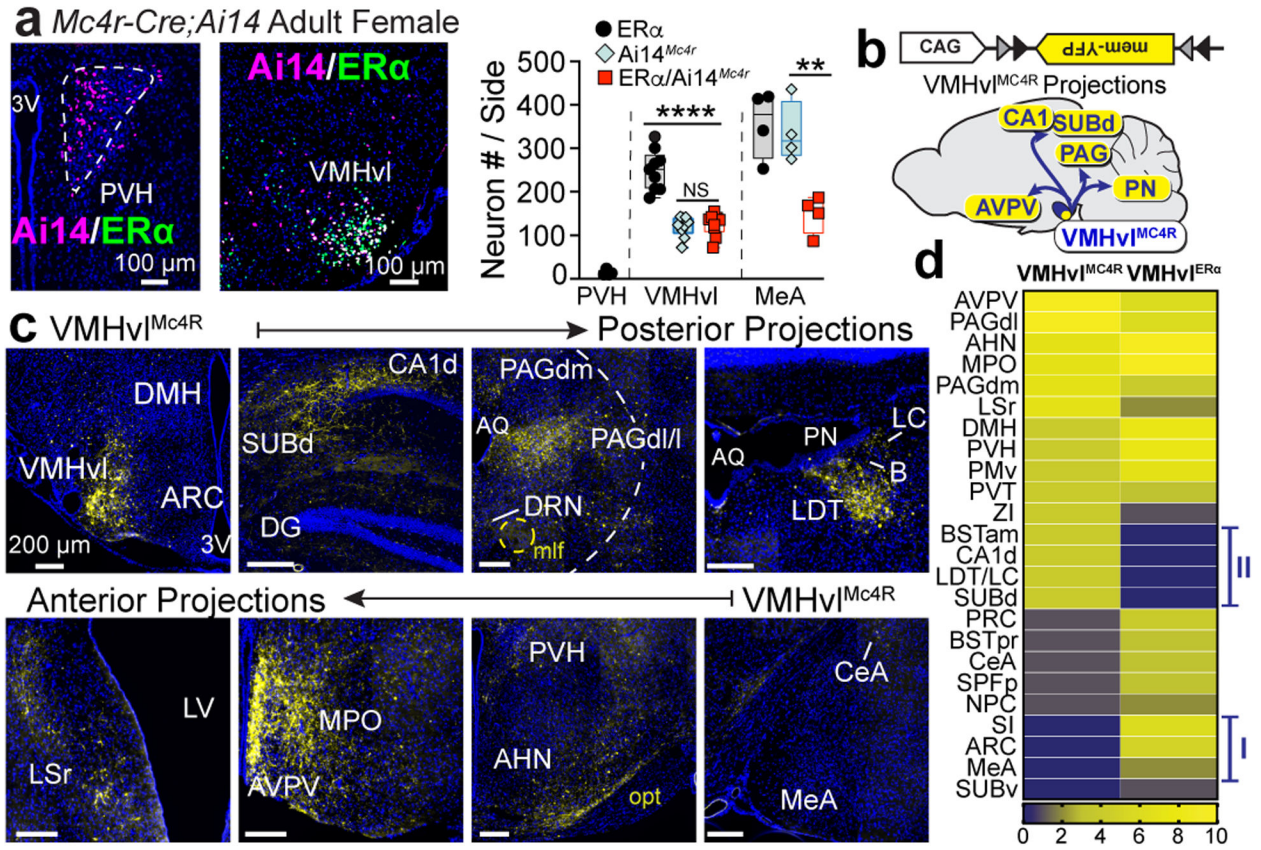 a Mc4r-Cre;Ai14 Adult Female
3V
PVH
Ai14/ERα
100 µm
Ai14/ERα
VMHvl
100 µm
ERα
Ai14Mc4r
ERα/Ai14Mc4r
Neuron # / Side
500
400
300
200
100
0
****
NS
**
PVH VMHvl MeA
b
CAG
mem-YFP
VMHvlMC4R Projections
CA1
SUBd
PAG
PN
AVPV
VMHvlMC4R
c VMHvlMc4R
Posterior Projections
DMH
VMHvl
ARC
200 µm
3V
CA1d
SUBd
DG
PAGdm
AQ
PAGdl/l
DRN
mlf
LC
PN
AQ
B
LDT
Anterior Projections
VMHvlMc4R
LV
LSr
MPO
AVPV
PVH
AHN
opt
CeA
MeA
d
VMHvlMC4R VMHvlERα
AVPV
PAGdl
AHN
MPO
PAGdm
LSr
DMH
PVH
PMv
PVT
ZI
BSTam
CA1d
LDT/LC
SUBd
PRC
BSTpr
CeA
SPFp
NPC
SI
ARC
MeA
SUBv
II
I
0 2 4 6 8 10